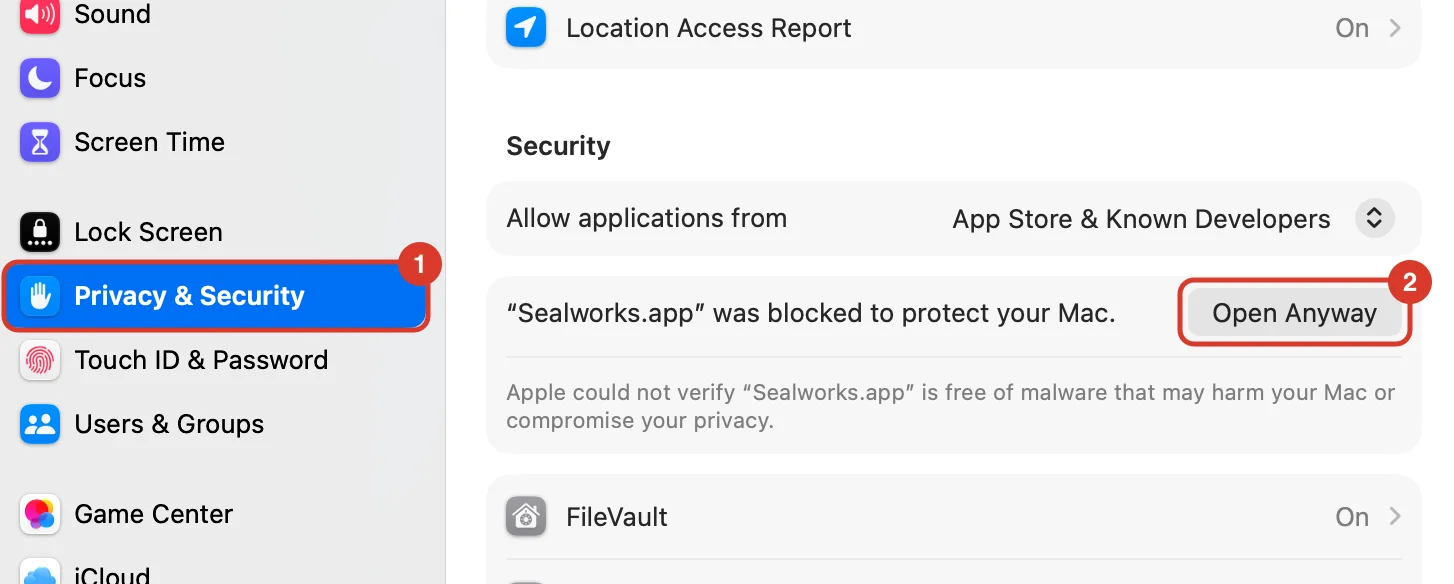 Sound
Focus
Screen Time
Lock Screen
1
Privacy & Security
Touch ID & Password
Users & Groups
Game Center
iCloud
Location Access Report On
Security
Allow applications from App Store & Known Developers
2
“Sealworks.app” was blocked to protect your Mac. Open Anyway
Apple could not verify “Sealworks.app” is free of malware that may harm your Mac or
compromise your privacy.
FileVault On